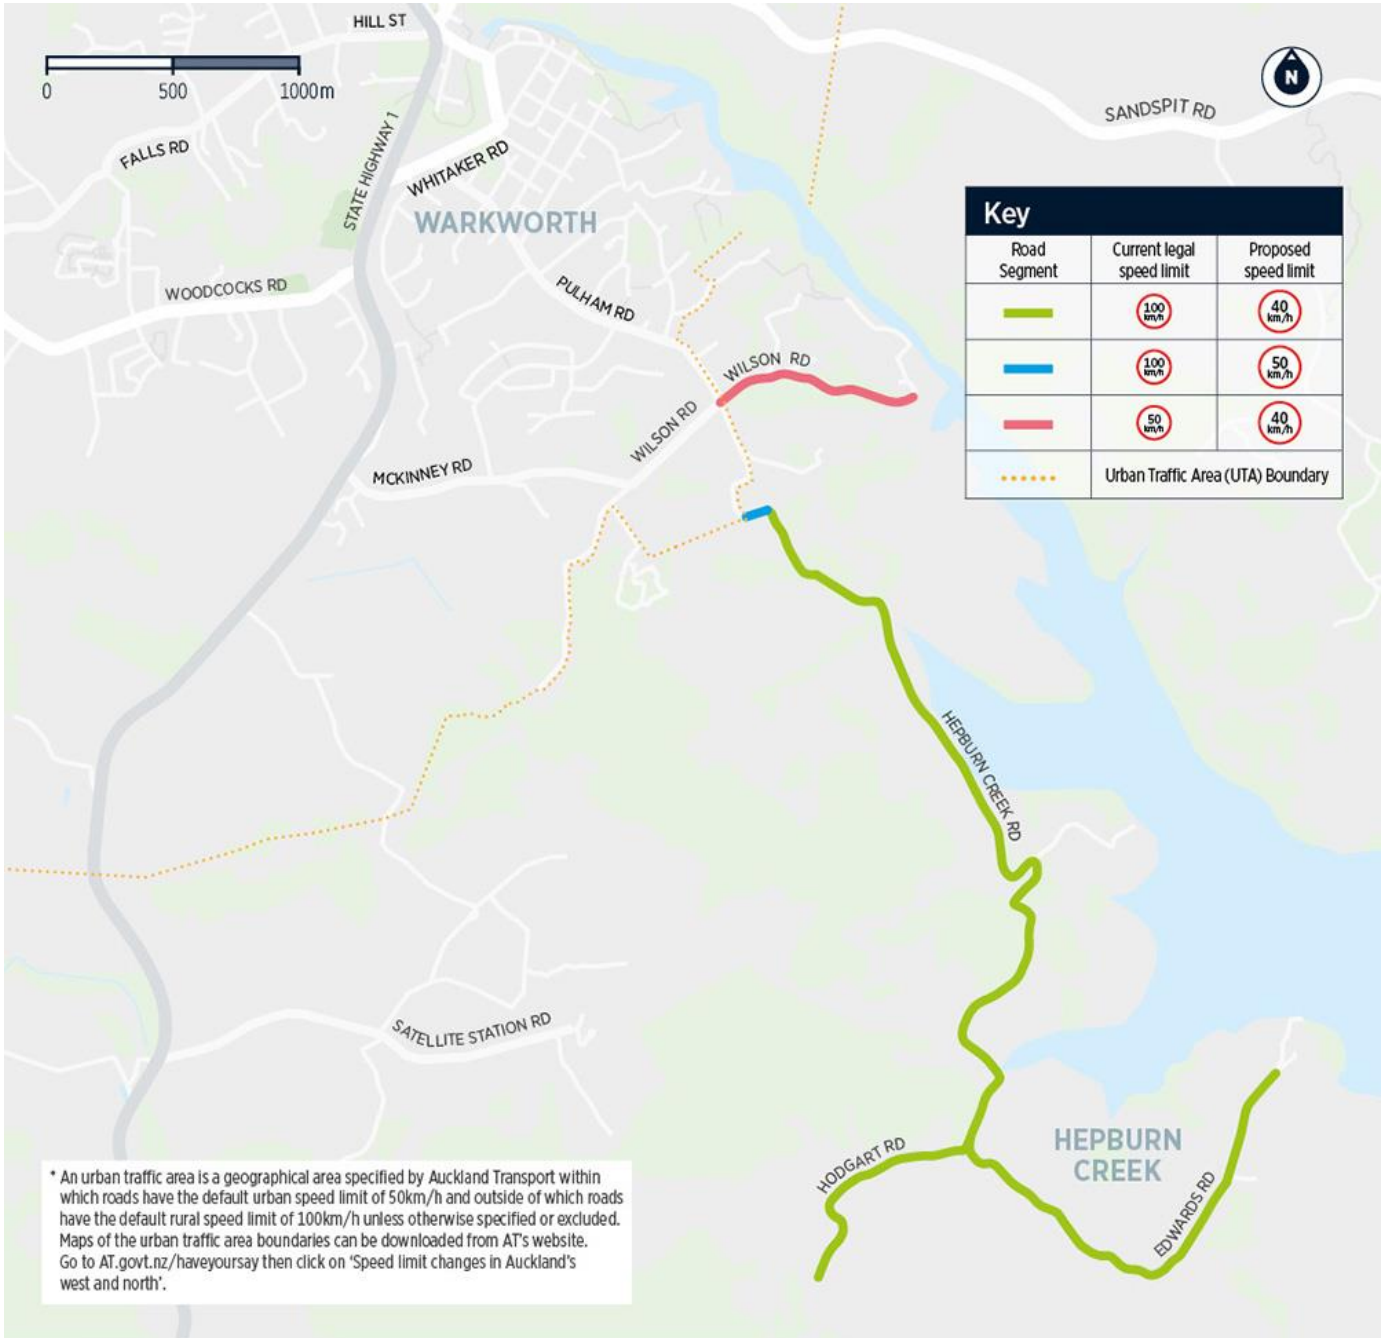 HILL ST
0 500 1000m
N
SANDSPIT RD
FALLS RD
STATE HIGHWAY 1
WHITAKER RD
WARKWORTH
WOODCOCKS RD
PULHAM RD
WILSON RD
WILSON RD
MCKINNEY RD
Key
Road
Segment
Current legal
speed limit
Proposed
speed limit
100
km/h
40
km/h
100
km/h
50
km/h
50
km/h
40
km/h
Urban Traffic Area (UTA) Boundary
HEPBURN CREEK RD
SATELLITE STATION RD
HODGART RD
HEPBURN
CREEK
EDWARDS RD
* An urban traffic area is a geographical area specified by Auckland Transport within
which roads have the default urban speed limit of 50km/h and outside of which roads
have the default rural speed limit of 100km/h unless otherwise specified or excluded.
Maps of the urban traffic area boundaries can be downloaded from AT's website.
Go to AT.govt.nz/haveyoursay then click on 'Speed limit changes in Auckland's
west and north'.